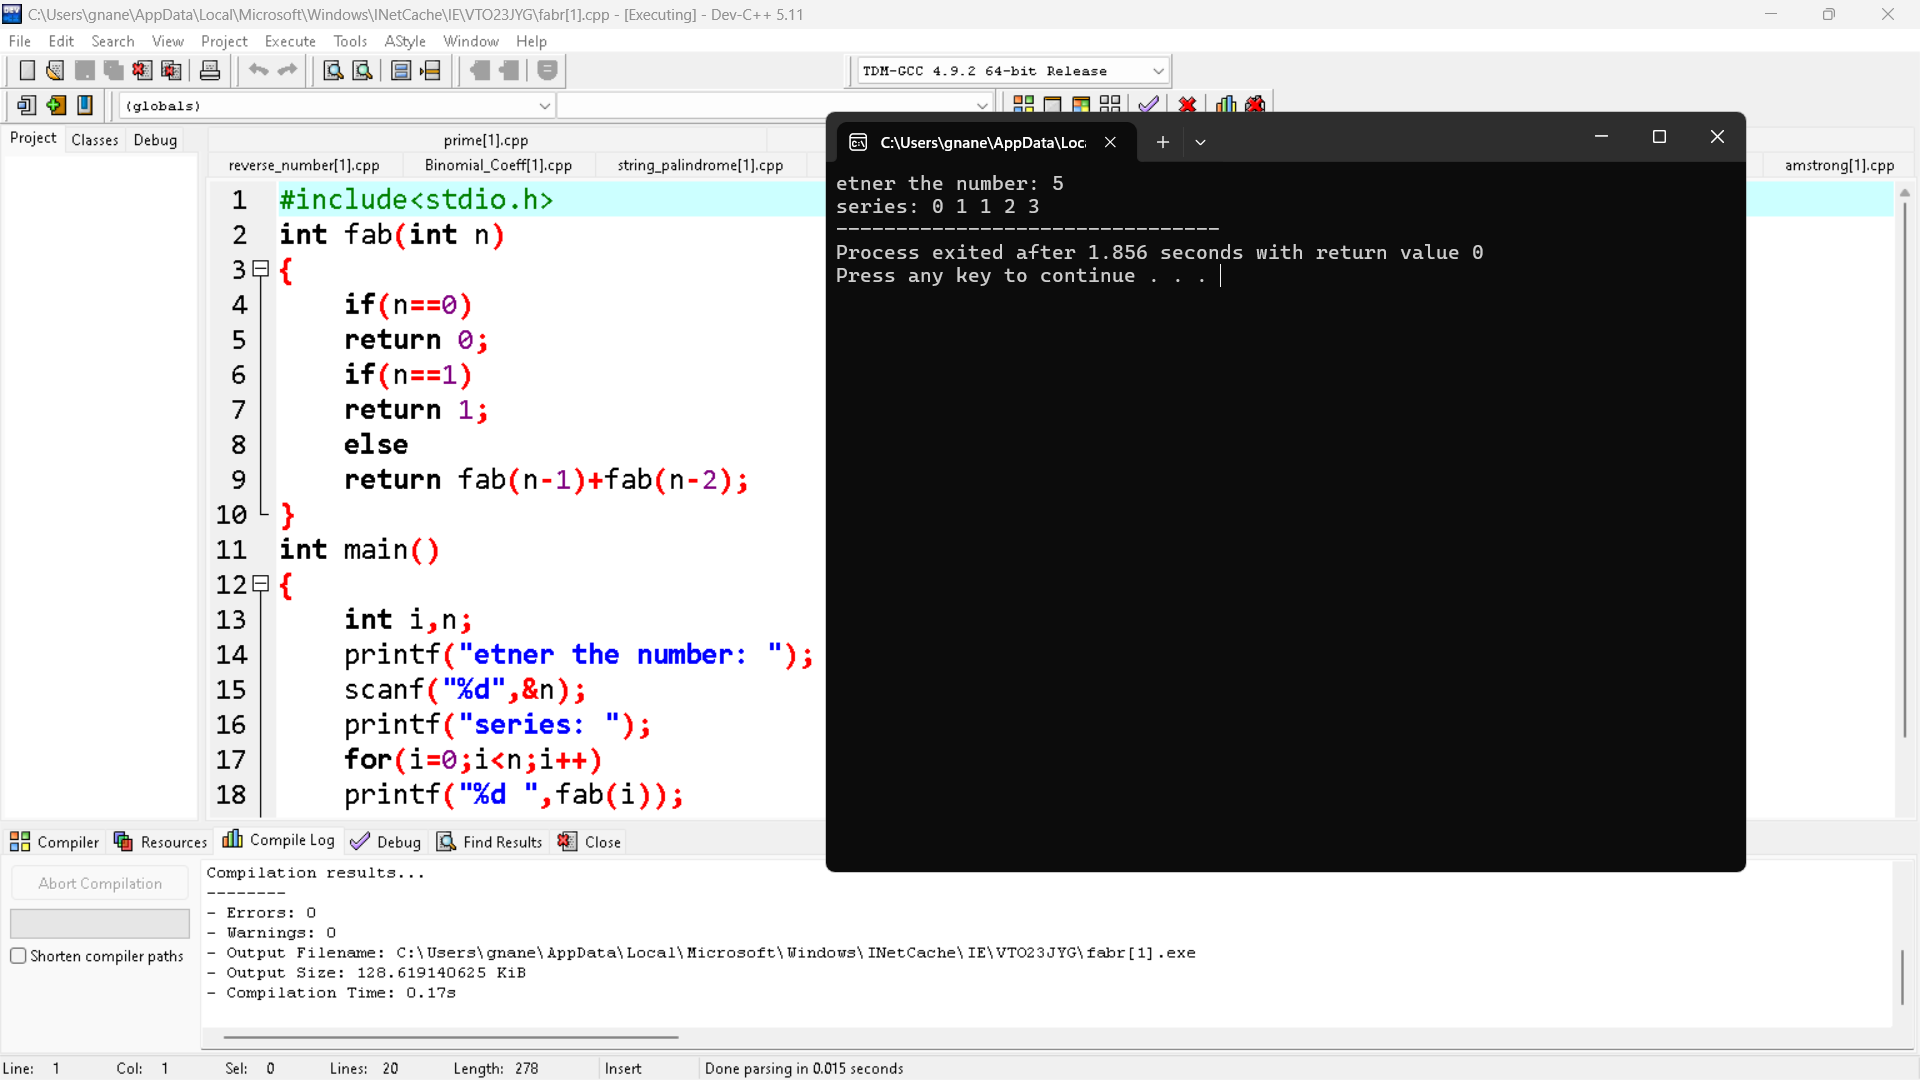 C:\Users\gnane\AppData\Local\Microsoft\Windows\INetCache\IE\VTO23JYG\fabr[1].cpp - [Executing] - Dev-C++ 5.11
File Edit Search View Project Execute Tools AStyle Window Help
TDM-GCC 4.9.2 64-bit Release
(globals)
Project Classes Debug
prime[1].cpp
reverse_number[1].cpp Binomial_Coeff[1].cpp string_palindrome[1].cpp amstrong[1].cpp
1 #include<stdio.h>
2 int fab(int n)
3 {
4 if(n==0)
5 return 0;
6 if(n==1)
7 return 1;
8 else
9 return fab(n-1)+fab(n-2);
10 }
11 int main()
12 {
13 int i,n;
14 printf("etner the number: ");
15 scanf("%d",&n);
16 printf("series: ");
17 for(i=0;i<n;i++)
18 printf("%d ",fab(i));
C:\Users\gnane\AppData\Loc
etner the number: 5
series: 0 1 1 2 3
--------------------------------
Process exited after 1.856 seconds with return value 0
Press any key to continue . . .
Compiler Resources Compile Log Debug Find Results Close
Abort Compilation
Shorten compiler paths
Compilation results...
--------
- Errors: 0
- Warnings: 0
- Output Filename: C:\Users\gnane\AppData\Local\Microsoft\Windows\INetCache\IE\VTO23JYG\fabr[1].exe
- Output Size: 128.619140625 KiB
- Compilation Time: 0.17s
Line: 1 Col: 1 Sel: 0 Lines: 20 Length: 278 Insert Done parsing in 0.015 seconds